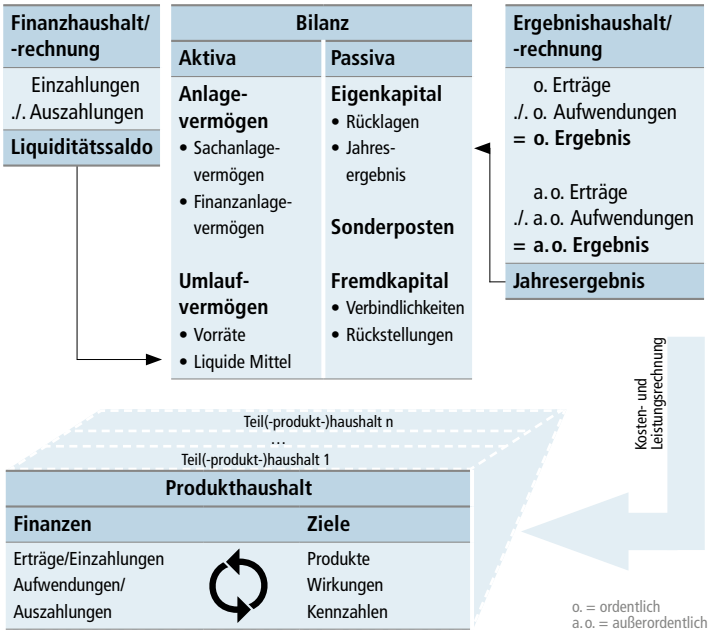 Finanzhaushalt/
-rechnung
Einzahlungen
./. Auszahlungen
Liquiditätssaldo
Bilanz
Aktiva
Anlage-
vermögen
• Sachanlage-
vermögen
• Finanzanlage-
vermögen
Umlauf-
vermögen
• Vorräte
• Liquide Mittel
Passiva
Eigenkapital
• Rücklagen
• Jahres-
ergebnis
Sonderposten
Fremdkapital
• Verbindlichkeiten
• Rückstellungen
Ergebnishaushalt/
-rechnung
o. Erträge
./. o. Aufwendungen
= o. Ergebnis
a.o. Erträge
./. a.o. Aufwendungen
= a.o. Ergebnis
Jahresergebnis
Kosten- und
Leistungsrechnung
Teil(-produkt-)haushalt n
...
Teil(-produkt-)haushalt 1
Produkthaushalt
Finanzen
Erträge/Einzahlungen
Aufwendungen/
Auszahlungen
Ziele
Produkte
Wirkungen
Kennzahlen
o. = ordentlich
a.o. = außerordentlich